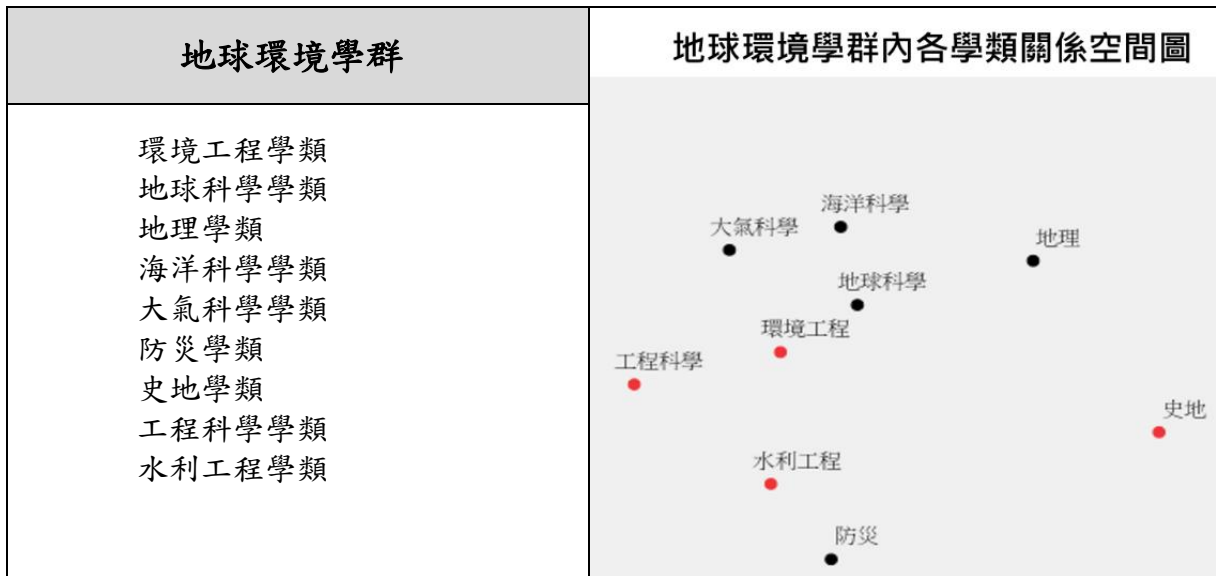 地球環境學群
環境工程學類
地球科學學類
地理學類
海洋科學學類
大氣科學學類
防災學類
史地學類
工程科學學類
水利工程學類
地球環境學群內各學類關係空間圖
海洋科學
大氣科學
地理
地球科學
環境工程
工程科學
史地
水利工程
防災